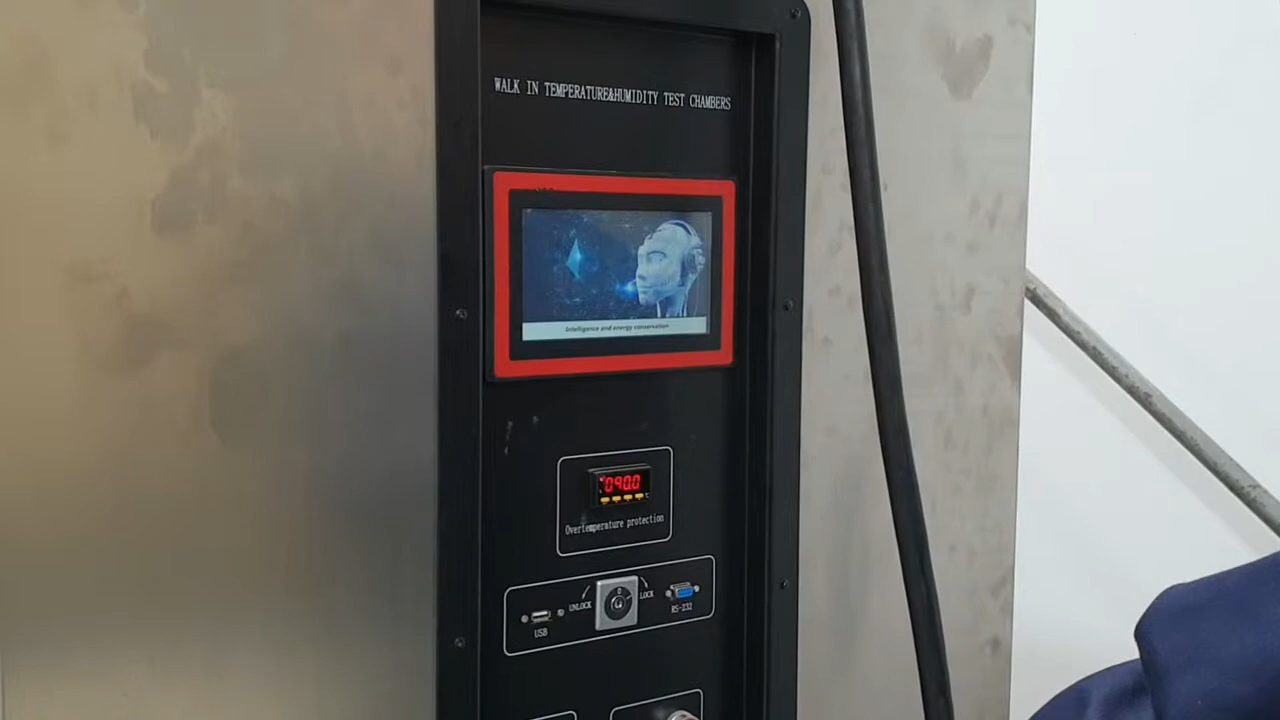 WALK IN TEMPERATURE&HUMIDITY TEST CHAMBERS
Intelligence and energy conservation
090.0
°C
Overtemperature protection
UNLOCK
0
LOCK
USB
RS-232